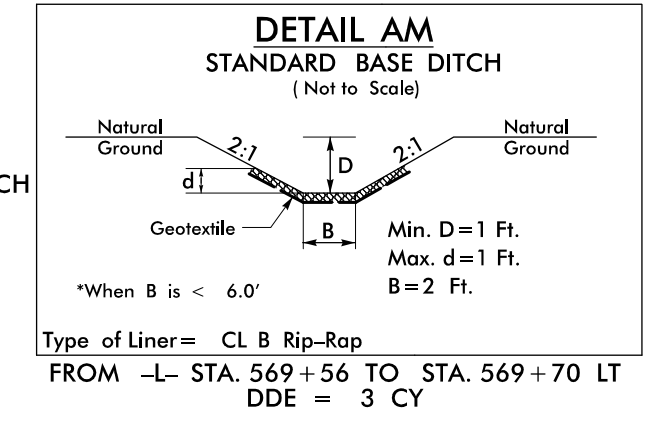 DETAIL AM
STANDARD BASE DITCH
( Not to Scale)
Natural
Ground
2:1
D
2:1
Natural
Ground
CH
d
Geotextile
B
Min. D=1 Ft.
Max. d=1 Ft.
B=2 Ft.
*When B is < 6.0'
Type of Liner= CL B Rip-Rap
FROM -L- STA. 569+56 TO STA. 569+70 LT
DDE = 3 CY